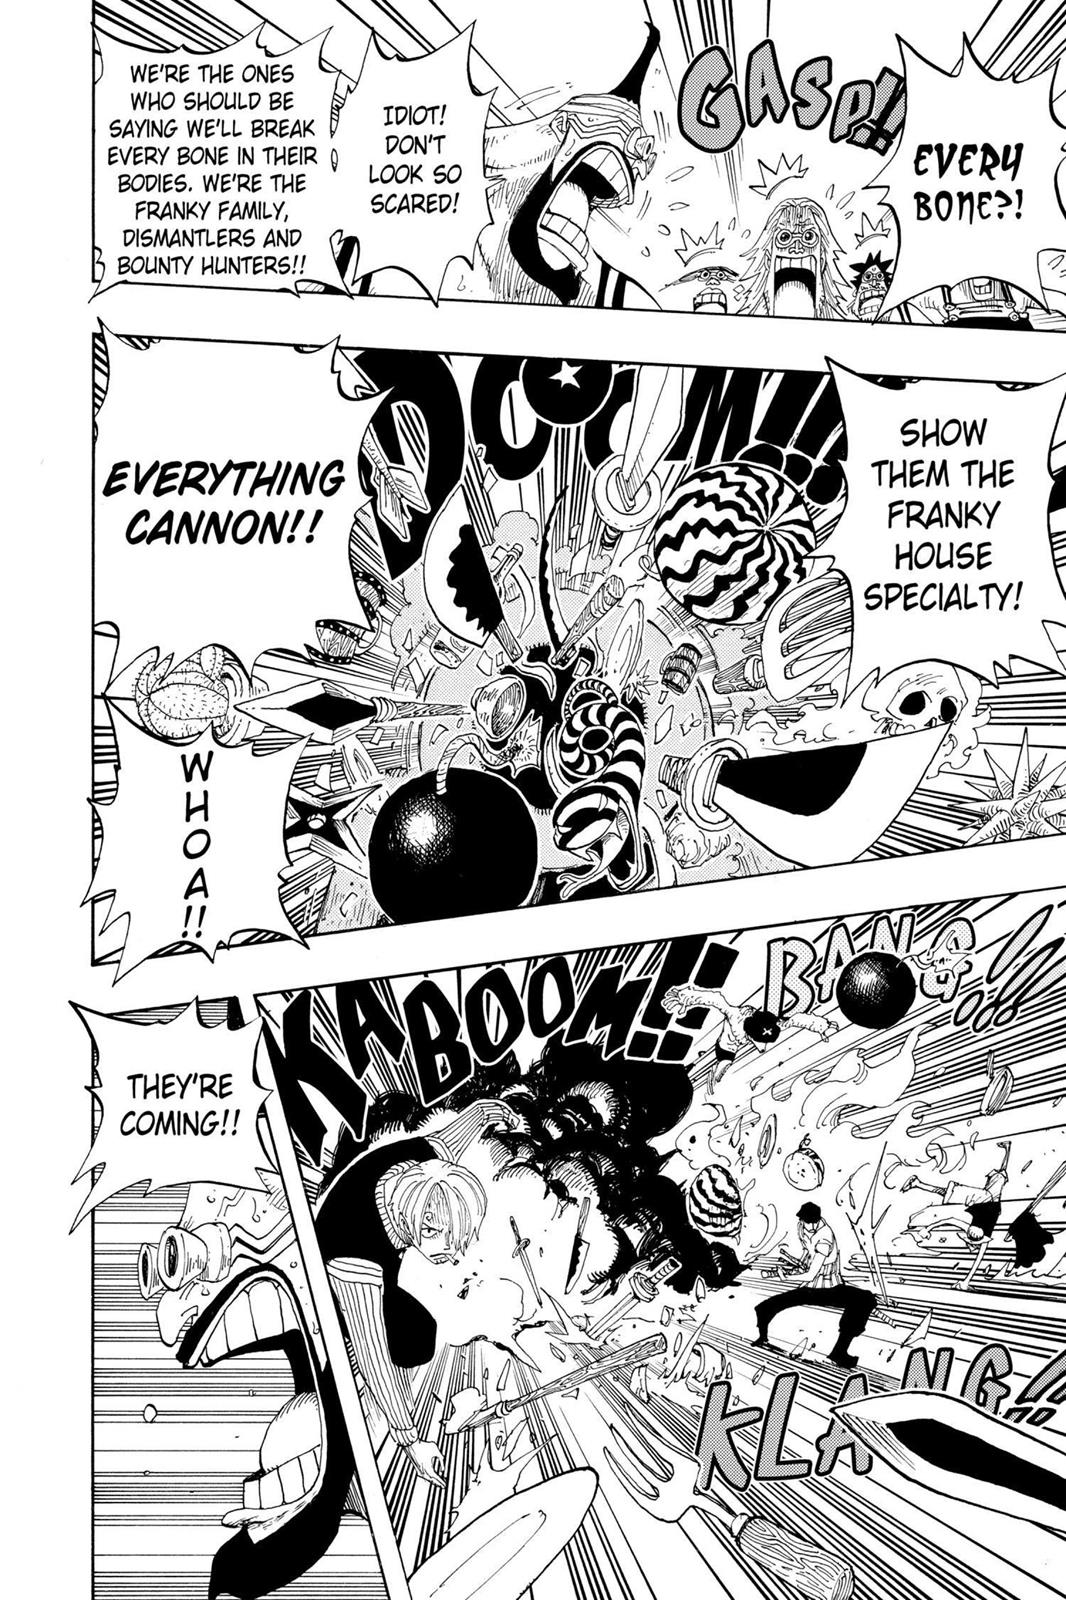 EVERY
BONE?!
GASP!!
IDIOT!
DON'T
LOOK SO
SCARED!
WE'RE THE ONES
WHO SHOULD BE
SAYING WE'LL BREAK
EVERY BONE IN THEIR
BODIES. WE'RE THE
FRANKY FAMILY,
DISMANTLERS AND
BOUNTY HUNTERS!!
SHOW
THEM THE
FRANKY
HOUSE
SPECIALTY!
DOOM!!
EVERYTHING
CANNON!!
WHOA!!
BANG!!
KABOOM!!
KLANG!!
THEY'RE
COMING!!